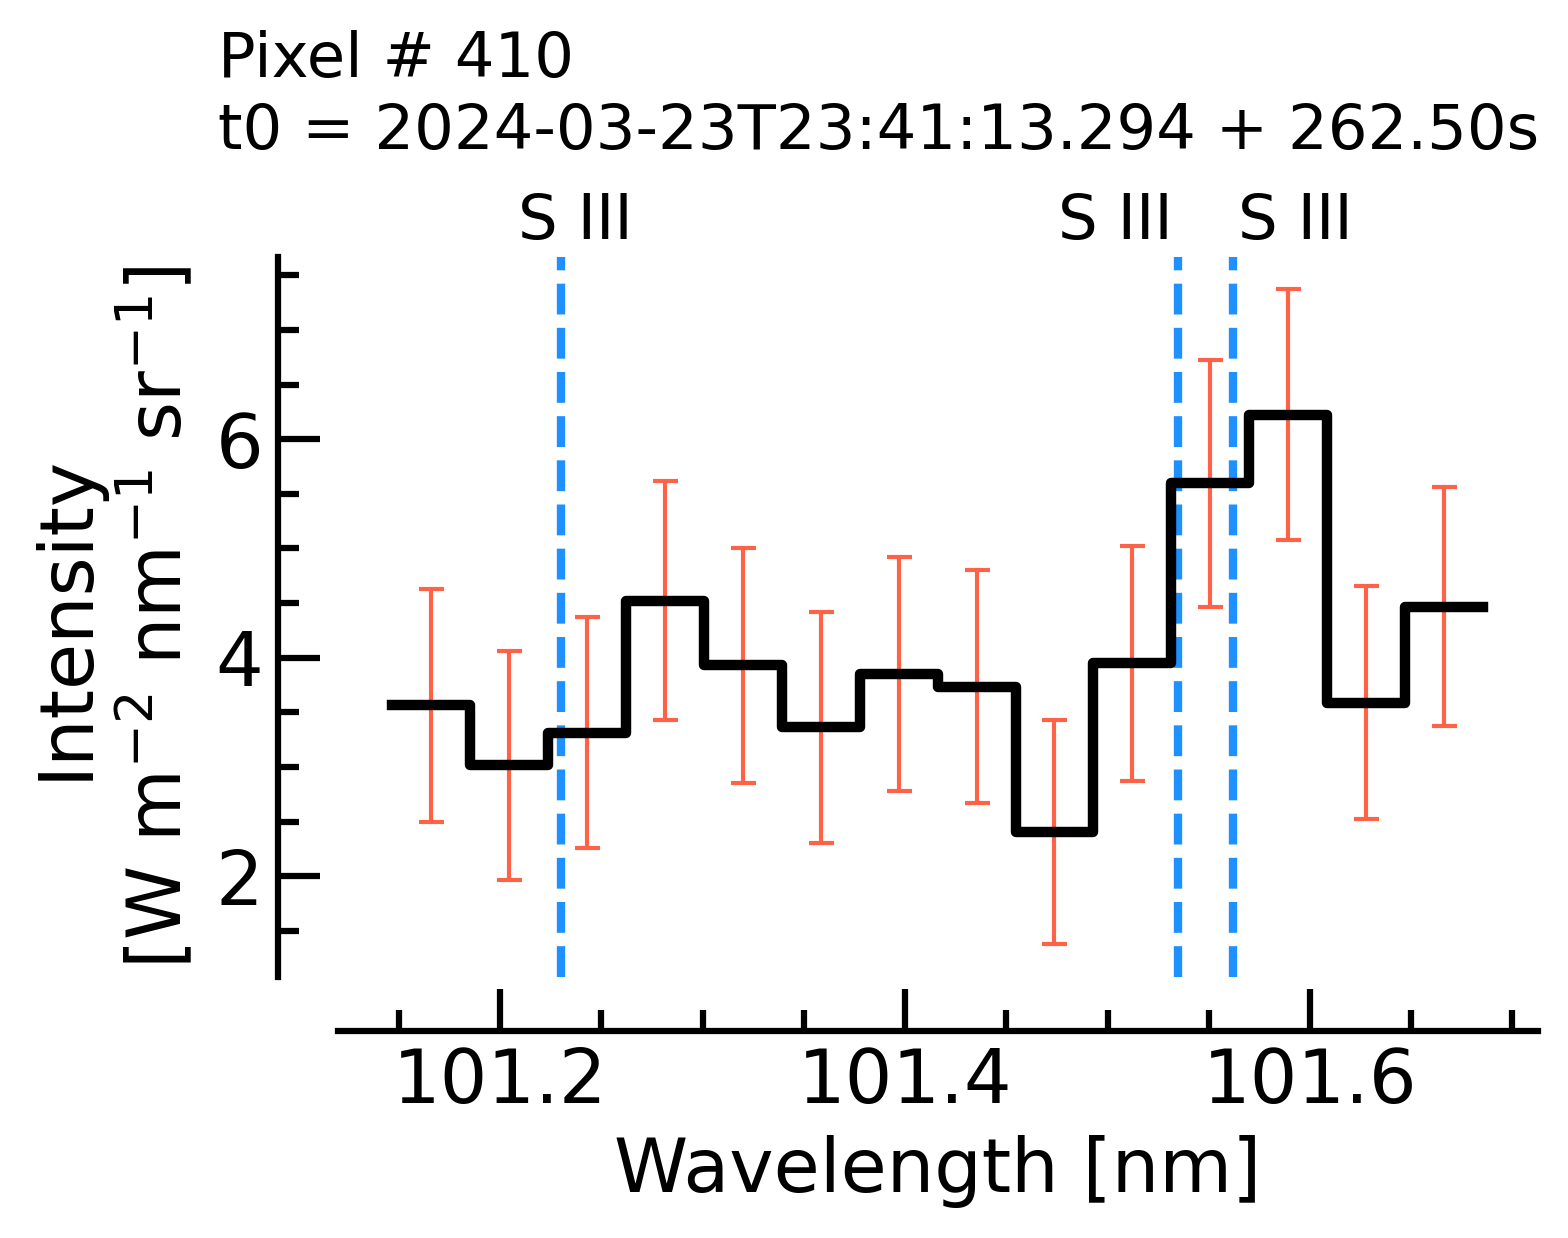 Pixel # 410
t0 = 2024-03-23T23:41:13.294 + 262.50s
S III S III S III
Intensity
[W m⁻² nm⁻¹ sr⁻¹]
6
4
2
101.2 101.4 101.6
Wavelength [nm]